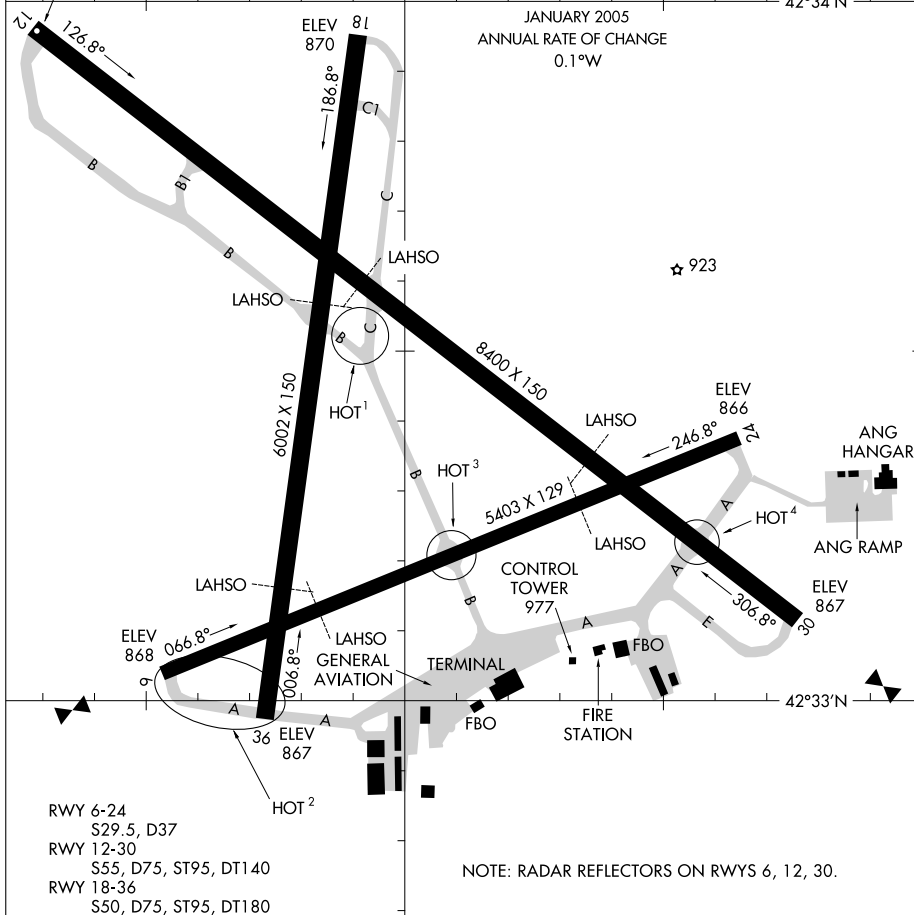 42°34'N
JANUARY 2005
ANNUAL RATE OF CHANGE
0.1°W
12
126.8°
ELEV
870
18
186.8°
C1
B
B1
C
B
LAHSO
923
LAHSO
C
B
HOT1
8400 X 150
6002 X 150
ELEV
866
24
LAHSO
246.8°
ANG
HANGAR
B
HOT3
5403 X 129
A
HOT4
LAHSO
ANG RAMP
CONTROL
TOWER
977
A
LAHSO
B
306.8°
ELEV
867
30
ELEV
868
066.8°
LAHSO
A
E
GENERAL
AVIATION
TERMINAL
FBO
006.8°
6
A
A
42°33'N
36
ELEV
867
FBO
FIRE
STATION
HOT2
RWY 6-24
S29.5, D37
RWY 12-30
S55, D75, ST95, DT140
RWY 18-36
S50, D75, ST95, DT180
NOTE: RADAR REFLECTORS ON RWYS 6, 12, 30.